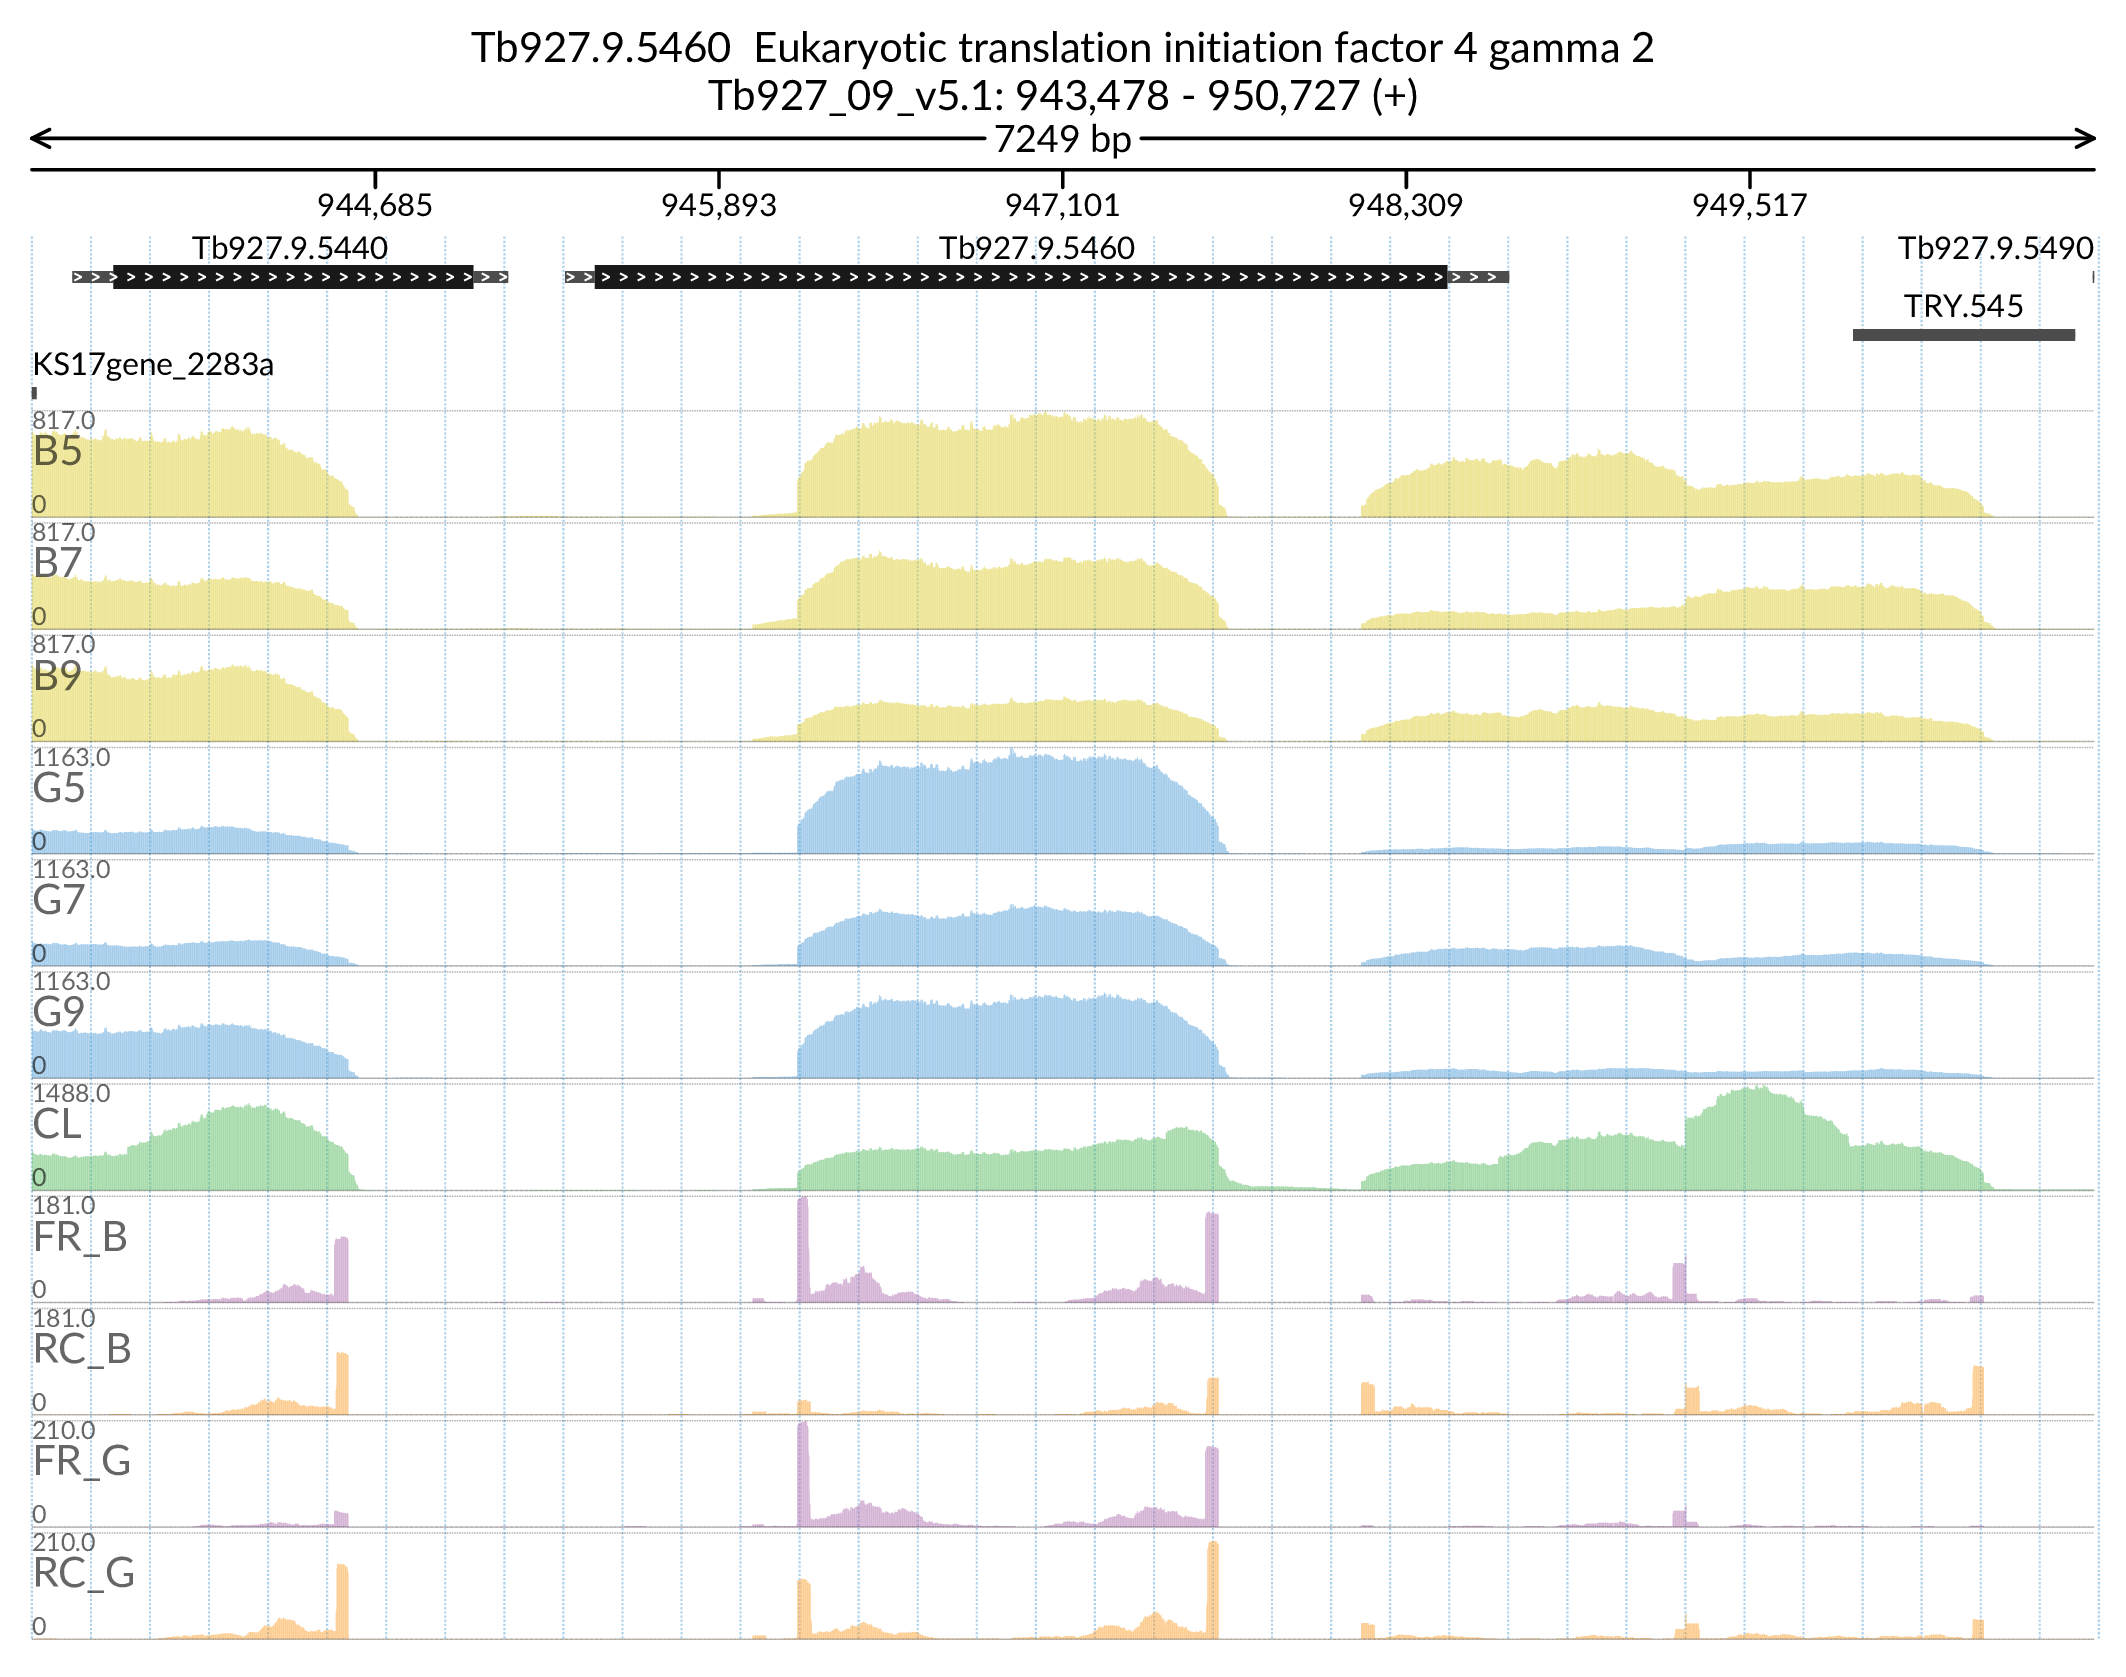 Tb927.9.5460 Eukaryotic translation initiation factor 4 gamma 2
Tb927_09_v5.1: 943,478 - 950,727 (+)
7249 bp
944,685 945,893 947,101 948,309 949,517
Tb927.9.5440 Tb927.9.5460 Tb927.9.5490
TRY.545
KS17gene_2283a
817.0
B5
0
817.0
B7
0
817.0
B9
0
1163.0
G5
0
1163.0
G7
0
1163.0
G9
0
1488.0
CL
0
181.0
FR_B
0
181.0
RC_B
0
210.0
FR_G
0
210.0
RC_G
0